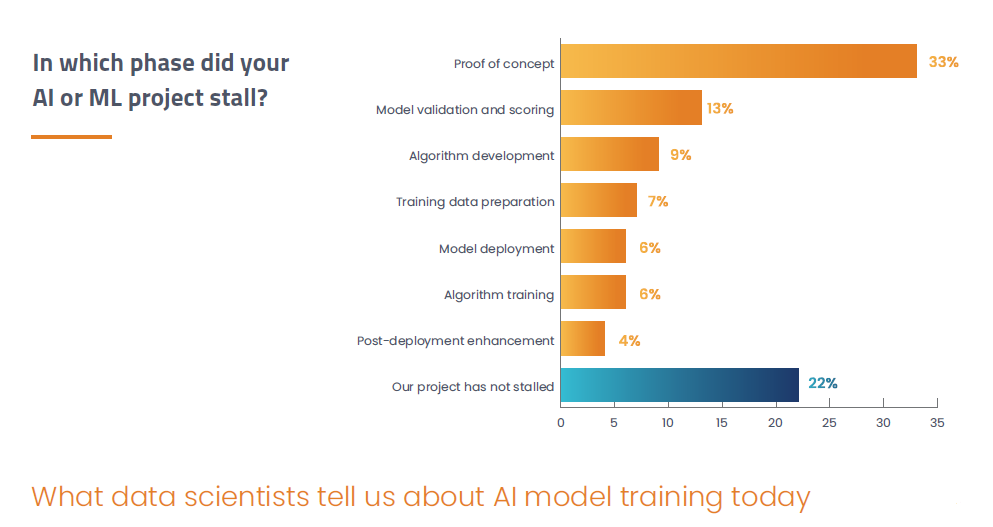 In which phase did your
AI or ML project stall?
Proof of concept 33%
Model validation and scoring 13%
Algorithm development 9%
Training data preparation 7%
Model deployment 6%
Algorithm training 6%
Post-deployment enhancement 4%
Our project has not stalled 22%
0 5 10 15 20 25 30 35
What data scientists tell us about AI model training today